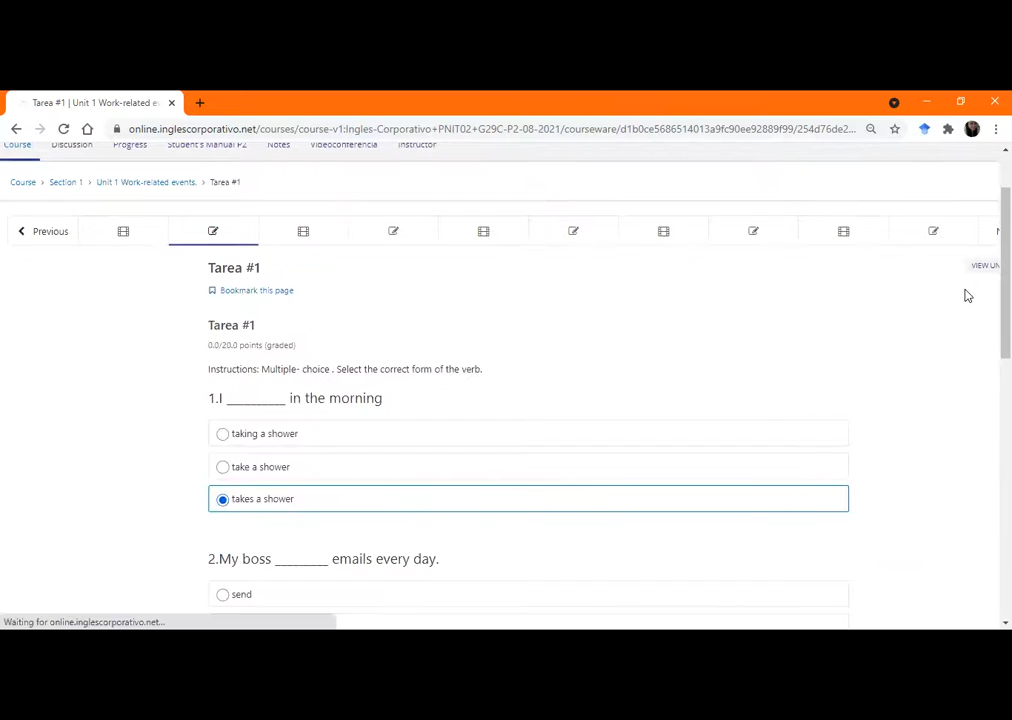 Tarea #1 | Unit 1 Work-related ev
online.inglescorporativo.net/courses/course-v1:Ingles-Corporativo+PNIT02+G29C-P2-08-2021/courseware/d1b0ce5686514013a9fc90ee92889f99/254d76de2...
Course Discussion Progress Student's Manual P2 Notes Videoconferencia Instructor
Course > Section 1 > Unit 1 Work-related events. > Tarea #1
Previous
Tarea #1
VIEW UN
Bookmark this page
Tarea #1
0.0/20.0 points (graded)
Instructions: Multiple- choice . Select the correct form of the verb.
1.I __________ in the morning
taking a shower
take a shower
takes a shower
2.My boss ________ emails every day.
send
Waiting for online.inglescorporativo.net...